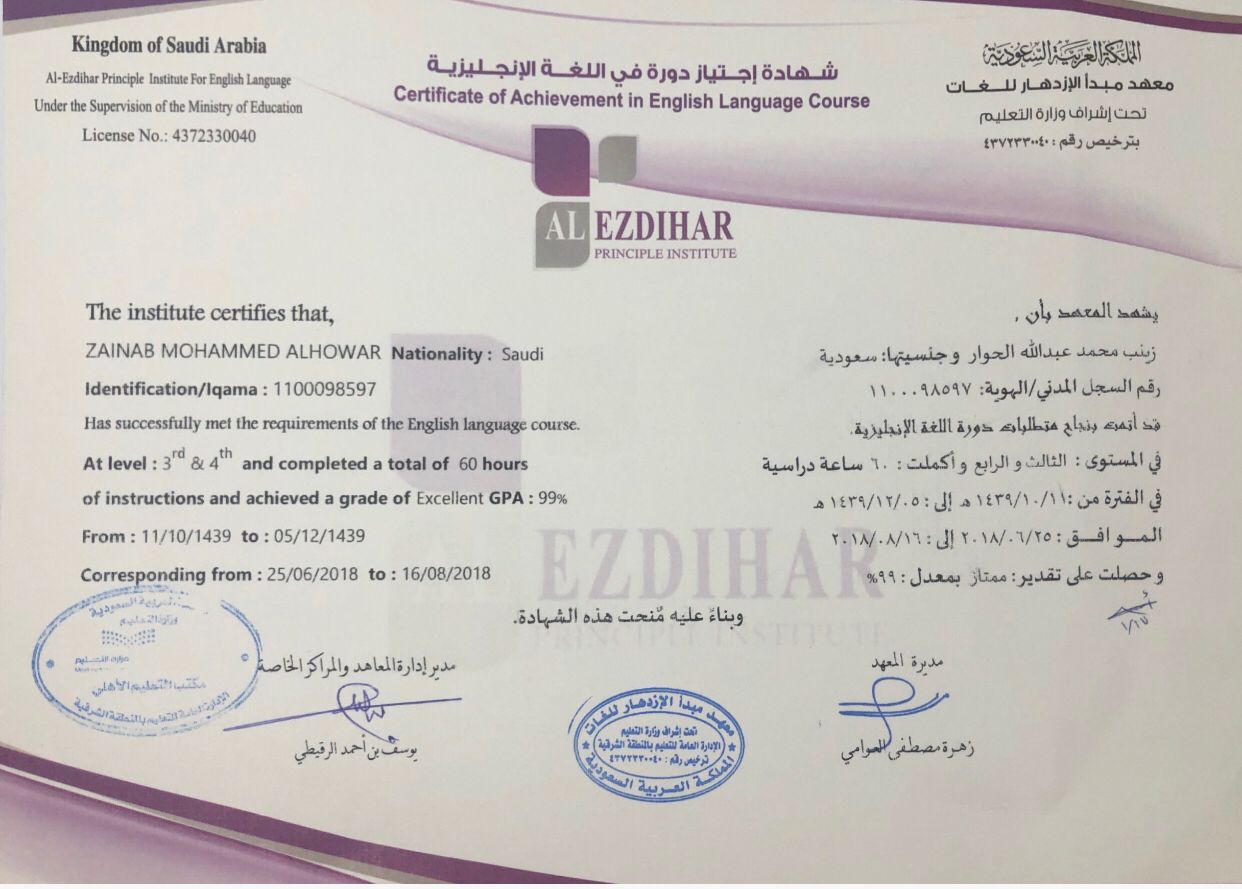 Kingdom of Saudi Arabia
Al-Ezdihar Principle Institute For English Language
Under the Supervision of the Ministry of Education
License No.: 4372330040
شهادة إجتياز دورة في اللغة الإنجليزية
Certificate of Achievement in English Language Course
المملكة العربية السعودية
معهد مبدأ الإزدهار للغات
تحت إشراف وزارة التعليم
بترخيص رقم : ٤٣٧٢٣٣٠٠٤٠
AL EZDIHAR
PRINCIPLE INSTITUTE
The institute certifies that,
ZAINAB MOHAMMED ALHOWAR Nationality : Saudi
Identification/Iqama : 1100098597
Has successfully met the requirements of the English language course.
At level : 3rd & 4th and completed a total of 60 hours
of instructions and achieved a grade of Excellent GPA : 99%
From : 11/10/1439 to : 05/12/1439
Corresponding from : 25/06/2018 to : 16/08/2018
يشهد المعهد بأن ,
زينب محمد عبدالله الحوار وجنسيتها: سعودية
رقم السجل المدني/الهوية: ١١٠٠٠٩٨٥٩٧
قد أتمت بنجاح متطلبات دورة اللغة الإنجليزية.
في المستوى : الثالث و الرابع وأكملت : ٦٠ ساعة دراسية
في الفترة من :١٤٣٩/١٠/١١ هـ إلى : ١٤٣٩/١٢/٠٥ هـ
المـوافـق : ٢٠١٨/٠٦/٢٥ إلى : ٢٠١٨/٠٨/١٦
وحصلت على تقدير: ممتاز بمعدل : ٩٩%
EZDIHAR
PRINCIPLE INSTITUTE
وبناءً عليه مُنحت هذه الشهادة.
مدير إدارة المعاهد والمراكز الخاصة
يوسف بن أحمد الرقيطي
مديرة المعهد
زهرة مصطفى العوامي
وزارة التعليم
مكتب التعليم الأهلي
الإدارة العامة للتعليم بالمنطقة الشرقية
معهد مبدأ الإزدهار للغات
تحت إشراف وزارة التعليم
الإدارة العامة للتعليم بالمنطقة الشرقية
ترخيص رقم : ٤٣٧٢٣٣٠٠٤٠
المملكة العربية السعودية